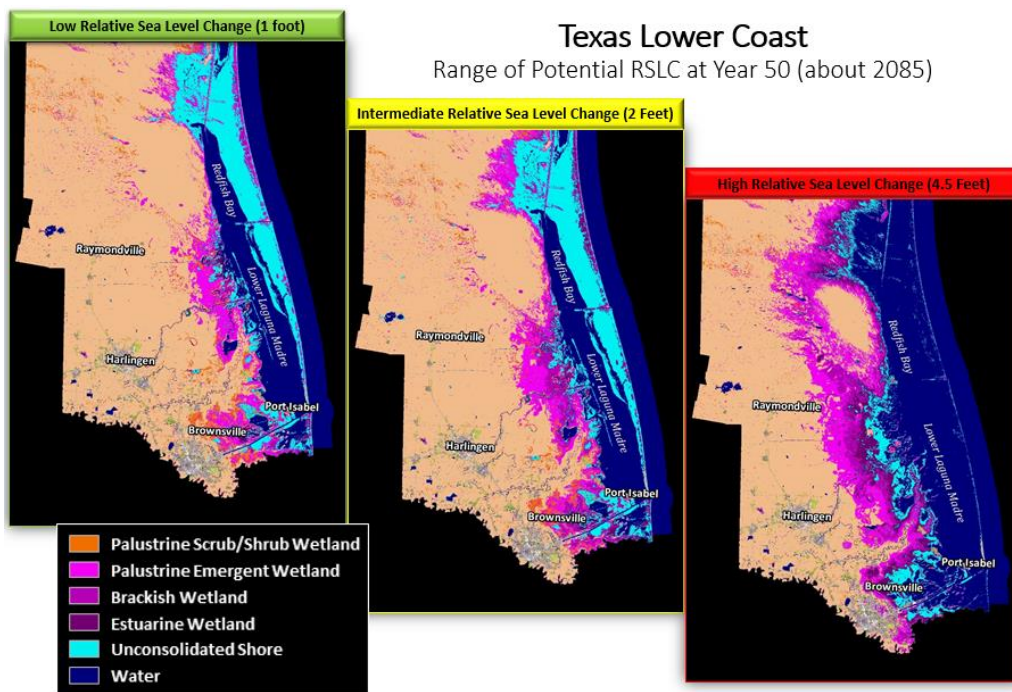 Texas Lower Coast
Range of Potential RSLC at Year 50 (about 2085)
Low Relative Sea Level Change (1 foot)
Redfish Bay
Raymondville
Lower Laguna Madre
Harlingen
Port Isabel
Brownsville
Intermediate Relative Sea Level Change (2 Feet)
Redfish Bay
Raymondville
Lower Laguna Madre
Harlingen
Port Isabel
Brownsville
High Relative Sea Level Change (4.5 Feet)
Redfish Bay
Raymondville
Lower Laguna Madre
Harlingen
Port Isabel
Brownsville
Palustrine Scrub/Shrub Wetland
Palustrine Emergent Wetland
Brackish Wetland
Estuarine Wetland
Unconsolidated Shore
Water